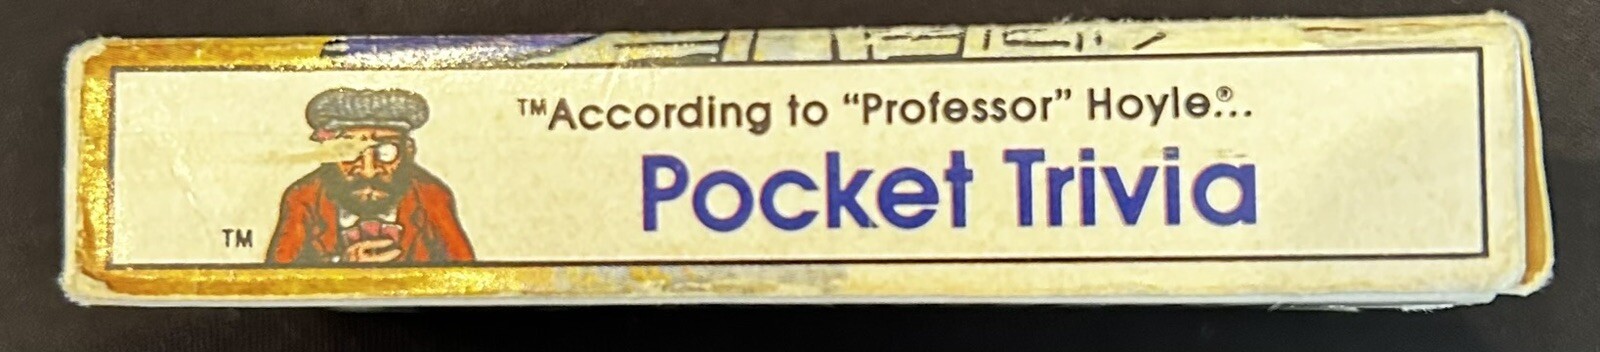 ™According to “Professor” Hoyle®...
Pocket Trivia
TM